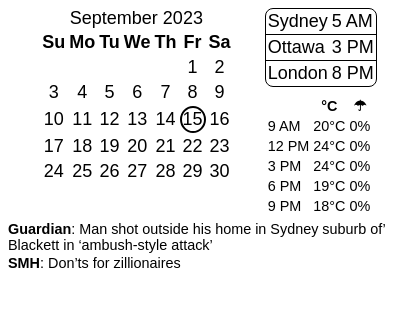 September 2023
Su Mo Tu We Th Fr Sa
1 2
3 4 5 6 7 8 9
10 11 12 13 14 15 16
17 18 19 20 21 22 23
24 25 26 27 28 29 30
Sydney 5 AM
Ottawa 3 PM
London 8 PM
°C ☂
9 AM 20°C 0%
12 PM 24°C 0%
3 PM 24°C 0%
6 PM 19°C 0%
9 PM 18°C 0%
Guardian: Man shot outside his home in Sydney suburb of’
Blackett in ‘ambush-style attack’
SMH: Don’ts for zillionaires